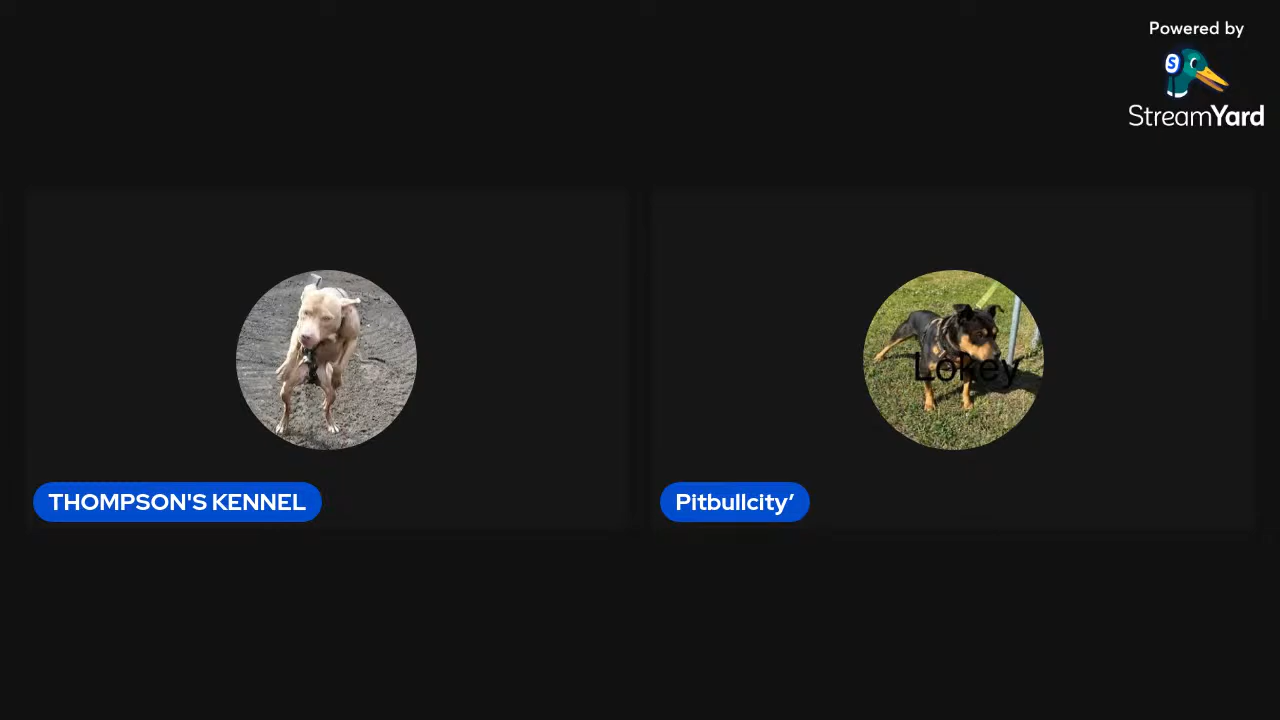 Powered by
S
StreamYard
Lokey
THOMPSON'S KENNEL
Pitbullcity’